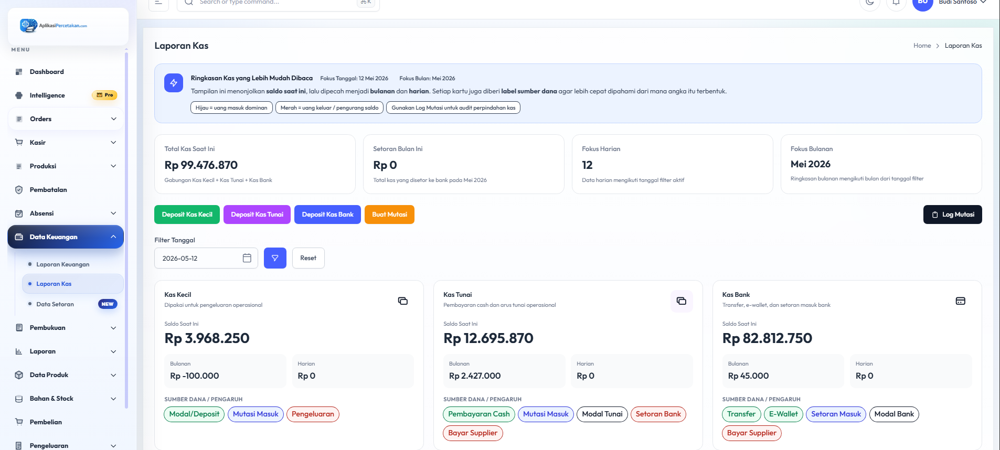 Search or type command...
⌘ K
BU
Budi Santoso
AplikasiPercetakan.com
MENU
Dashboard
Intelligence
Pro
Orders
Kasir
Produksi
Pembatalan
Absensi
Data Keuangan
Laporan Keuangan
Laporan Kas
Data Setoran
NEW
Pembukuan
Laporan
Data Produk
Bahan & Stock
Pembelian
Pengeluaran
Laporan Kas
Home > Laporan Kas
Ringkasan Kas yang Lebih Mudah Dibaca Fokus Tanggal: 12 Mei 2026 Fokus Bulan: Mei 2026
Tampilan ini menonjolkan saldo saat ini, lalu dipecah menjadi bulanan dan harian. Setiap kartu juga diberi label sumber dana agar lebih cepat dipahami dari mana angka itu terbentuk.
Hijau = uang masuk dominan
Merah = uang keluar / pengurang saldo
Gunakan Log Mutasi untuk audit perpindahan kas
Total Kas Saat Ini
Rp 99.476.870
Gabungan Kas Kecil + Kas Tunai + Kas Bank
Setoran Bulan Ini
Rp 0
Total kas yang disetor ke bank pada Mei 2026
Fokus Harian
12
Data harian mengikuti tanggal filter aktif
Fokus Bulanan
Mei 2026
Ringkasan bulanan mengikuti bulan dari tanggal filter
Deposit Kas Kecil
Deposit Kas Tunai
Deposit Kas Bank
Buat Mutasi
Log Mutasi
Filter Tanggal
2026-05-12
Reset
Kas Kecil
Dipakai untuk pengeluaran operasional
Saldo Saat Ini
Rp 3.968.250
Bulanan
Rp -100.000
Harian
Rp 0
SUMBER DANA / PENGARUH
Modal/Deposit
Mutasi Masuk
Pengeluaran
Kas Tunai
Pembayaran cash dan arus tunai operasional
Saldo Saat Ini
Rp 12.695.870
Bulanan
Rp 2.427.000
Harian
Rp 0
SUMBER DANA / PENGARUH
Pembayaran Cash
Mutasi Masuk
Modal Tunai
Setoran Bank
Bayar Supplier
Kas Bank
Transfer, e-wallet, dan setoran masuk bank
Saldo Saat Ini
Rp 82.812.750
Bulanan
Rp 45.000
Harian
Rp 0
SUMBER DANA / PENGARUH
Transfer
E-Wallet
Setoran Masuk
Modal Bank
Bayar Supplier